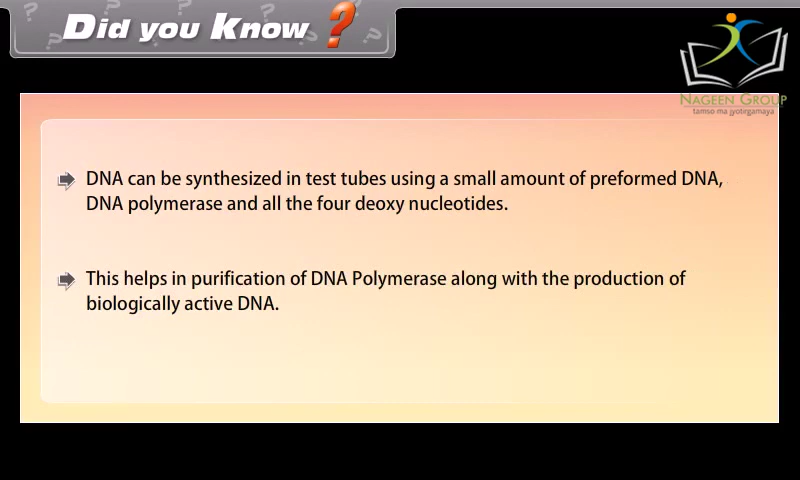 Did you Know ?
NAGEEN GROUP
tamso ma jyotirgamaya
DNA can be synthesized in test tubes using a small amount of preformed DNA,
DNA polymerase and all the four deoxy nucleotides.
This helps in purification of DNA Polymerase along with the production of
biologically active DNA.